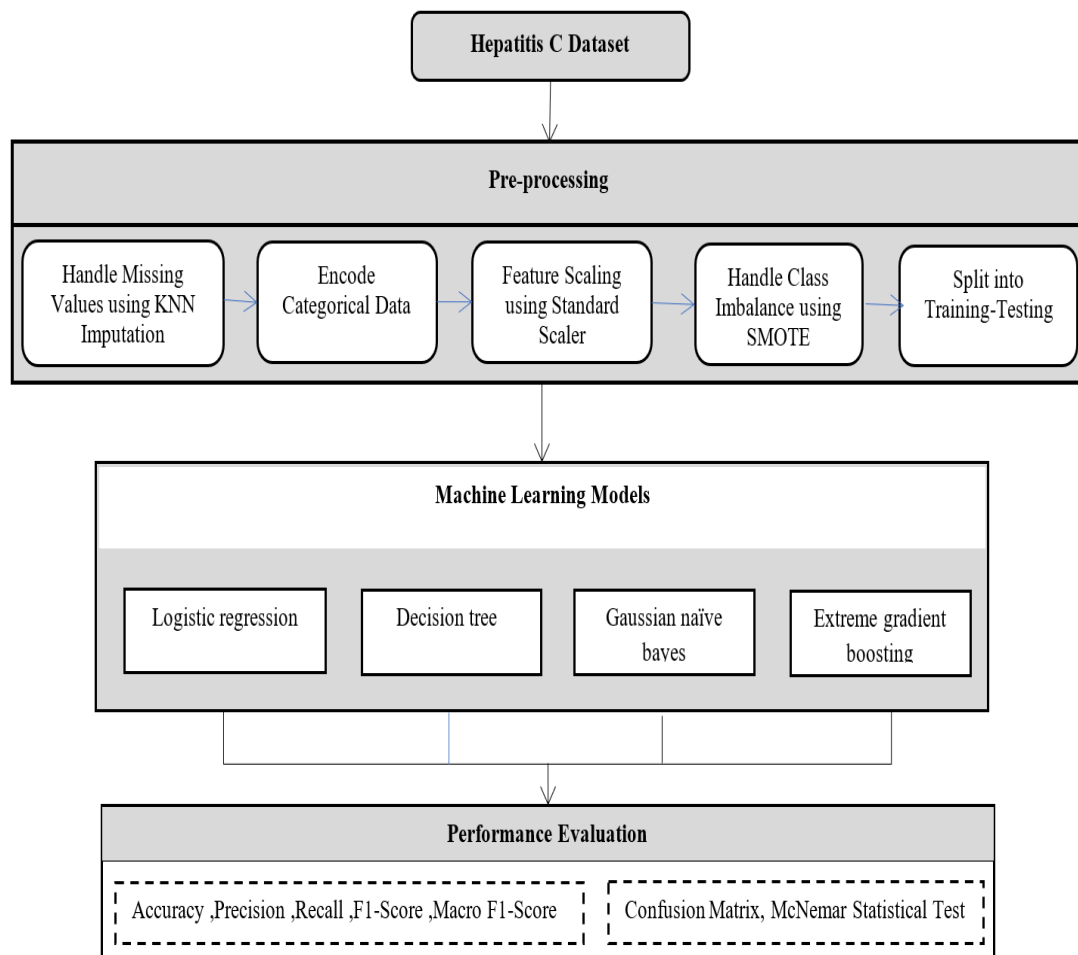 Hepatitis C Dataset
Pre-processing
Handle Missing
Values using KNN
Imputation
Encode
Categorical Data
Feature Scaling
using Standard
Scaler
Handle Class
Imbalance using
SMOTE
Split into
Training-Testing
Machine Learning Models
Logistic regression
Decision tree
Gaussian naïve
bayes
Extreme gradient
boosting
Performance Evaluation
Accuracy ,Precision ,Recall ,F1-Score ,Macro F1-Score
Confusion Matrix, McNemar Statistical Test